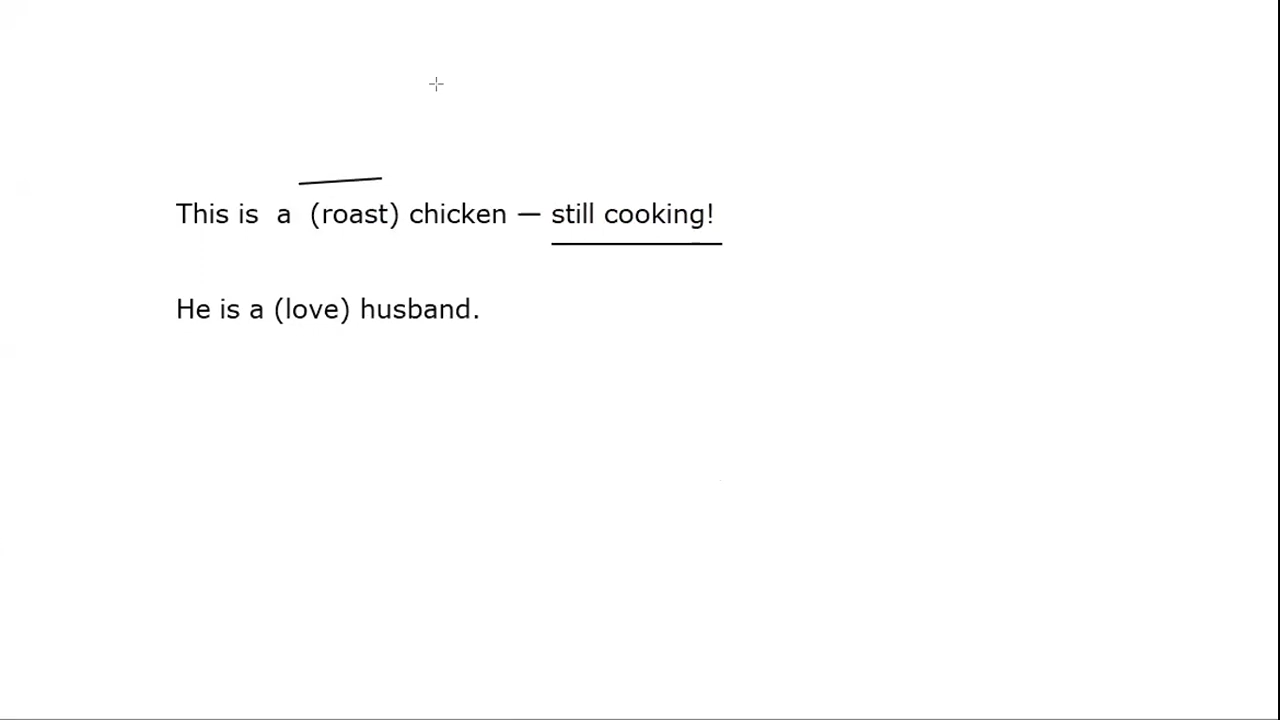 This is a (roast) chicken — still cooking!
He is a (love) husband.